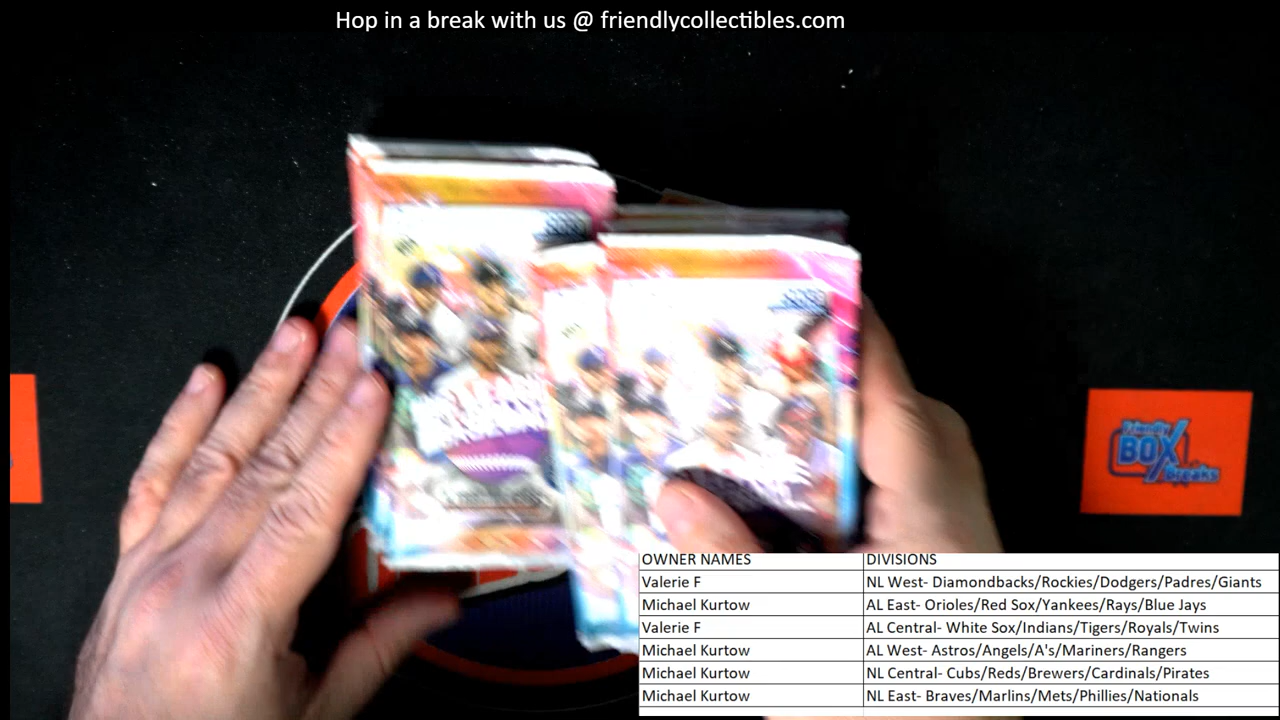 Hop in a break with us @ friendlycollectibles.com
Friendly
BOX
Breaks
OWNER NAMES DIVISIONS
Valerie F NL West- Diamondbacks/Rockies/Dodgers/Padres/Giants
Michael Kurtow AL East- Orioles/Red Sox/Yankees/Rays/Blue Jays
Valerie F AL Central- White Sox/Indians/Tigers/Royals/Twins
Michael Kurtow AL West- Astros/Angels/A's/Mariners/Rangers
Michael Kurtow NL Central- Cubs/Reds/Brewers/Cardinals/Pirates
Michael Kurtow NL East- Braves/Marlins/Mets/Phillies/Nationals